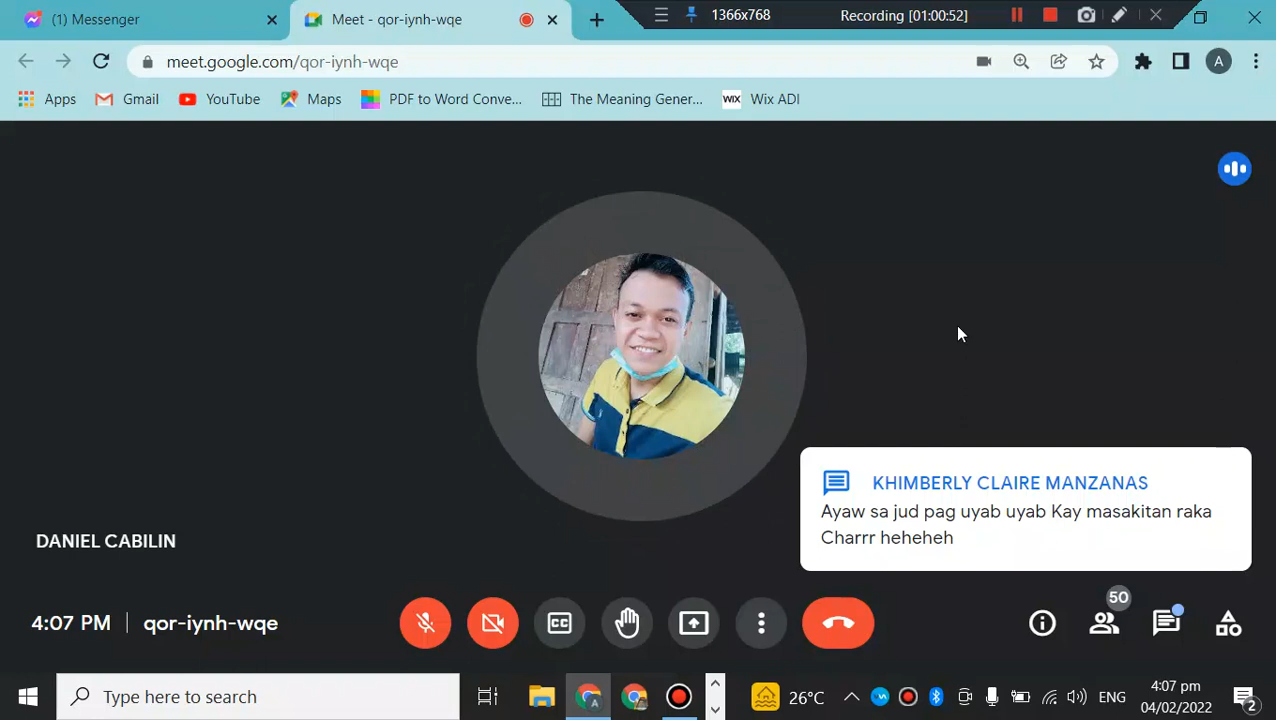 (1) Messenger
Meet - qor-iynh-wqe
1366x768
Recording [01:00:52]
meet.google.com/qor-iynh-wqe
A
Apps
Gmail
YouTube
Maps
PDF to Word Conve...
The Meaning Gener...
WIX
Wix ADI
KHIMBERLY CLAIRE MANZANAS
Ayaw sa jud pag uyab uyab Kay masakitan raka
Charrr heheheh
DANIEL CABILIN
4:07 PM
qor-iynh-wqe
CC
50
Type here to search
A
26°C
ENG
4:07 pm
04/02/2022
2